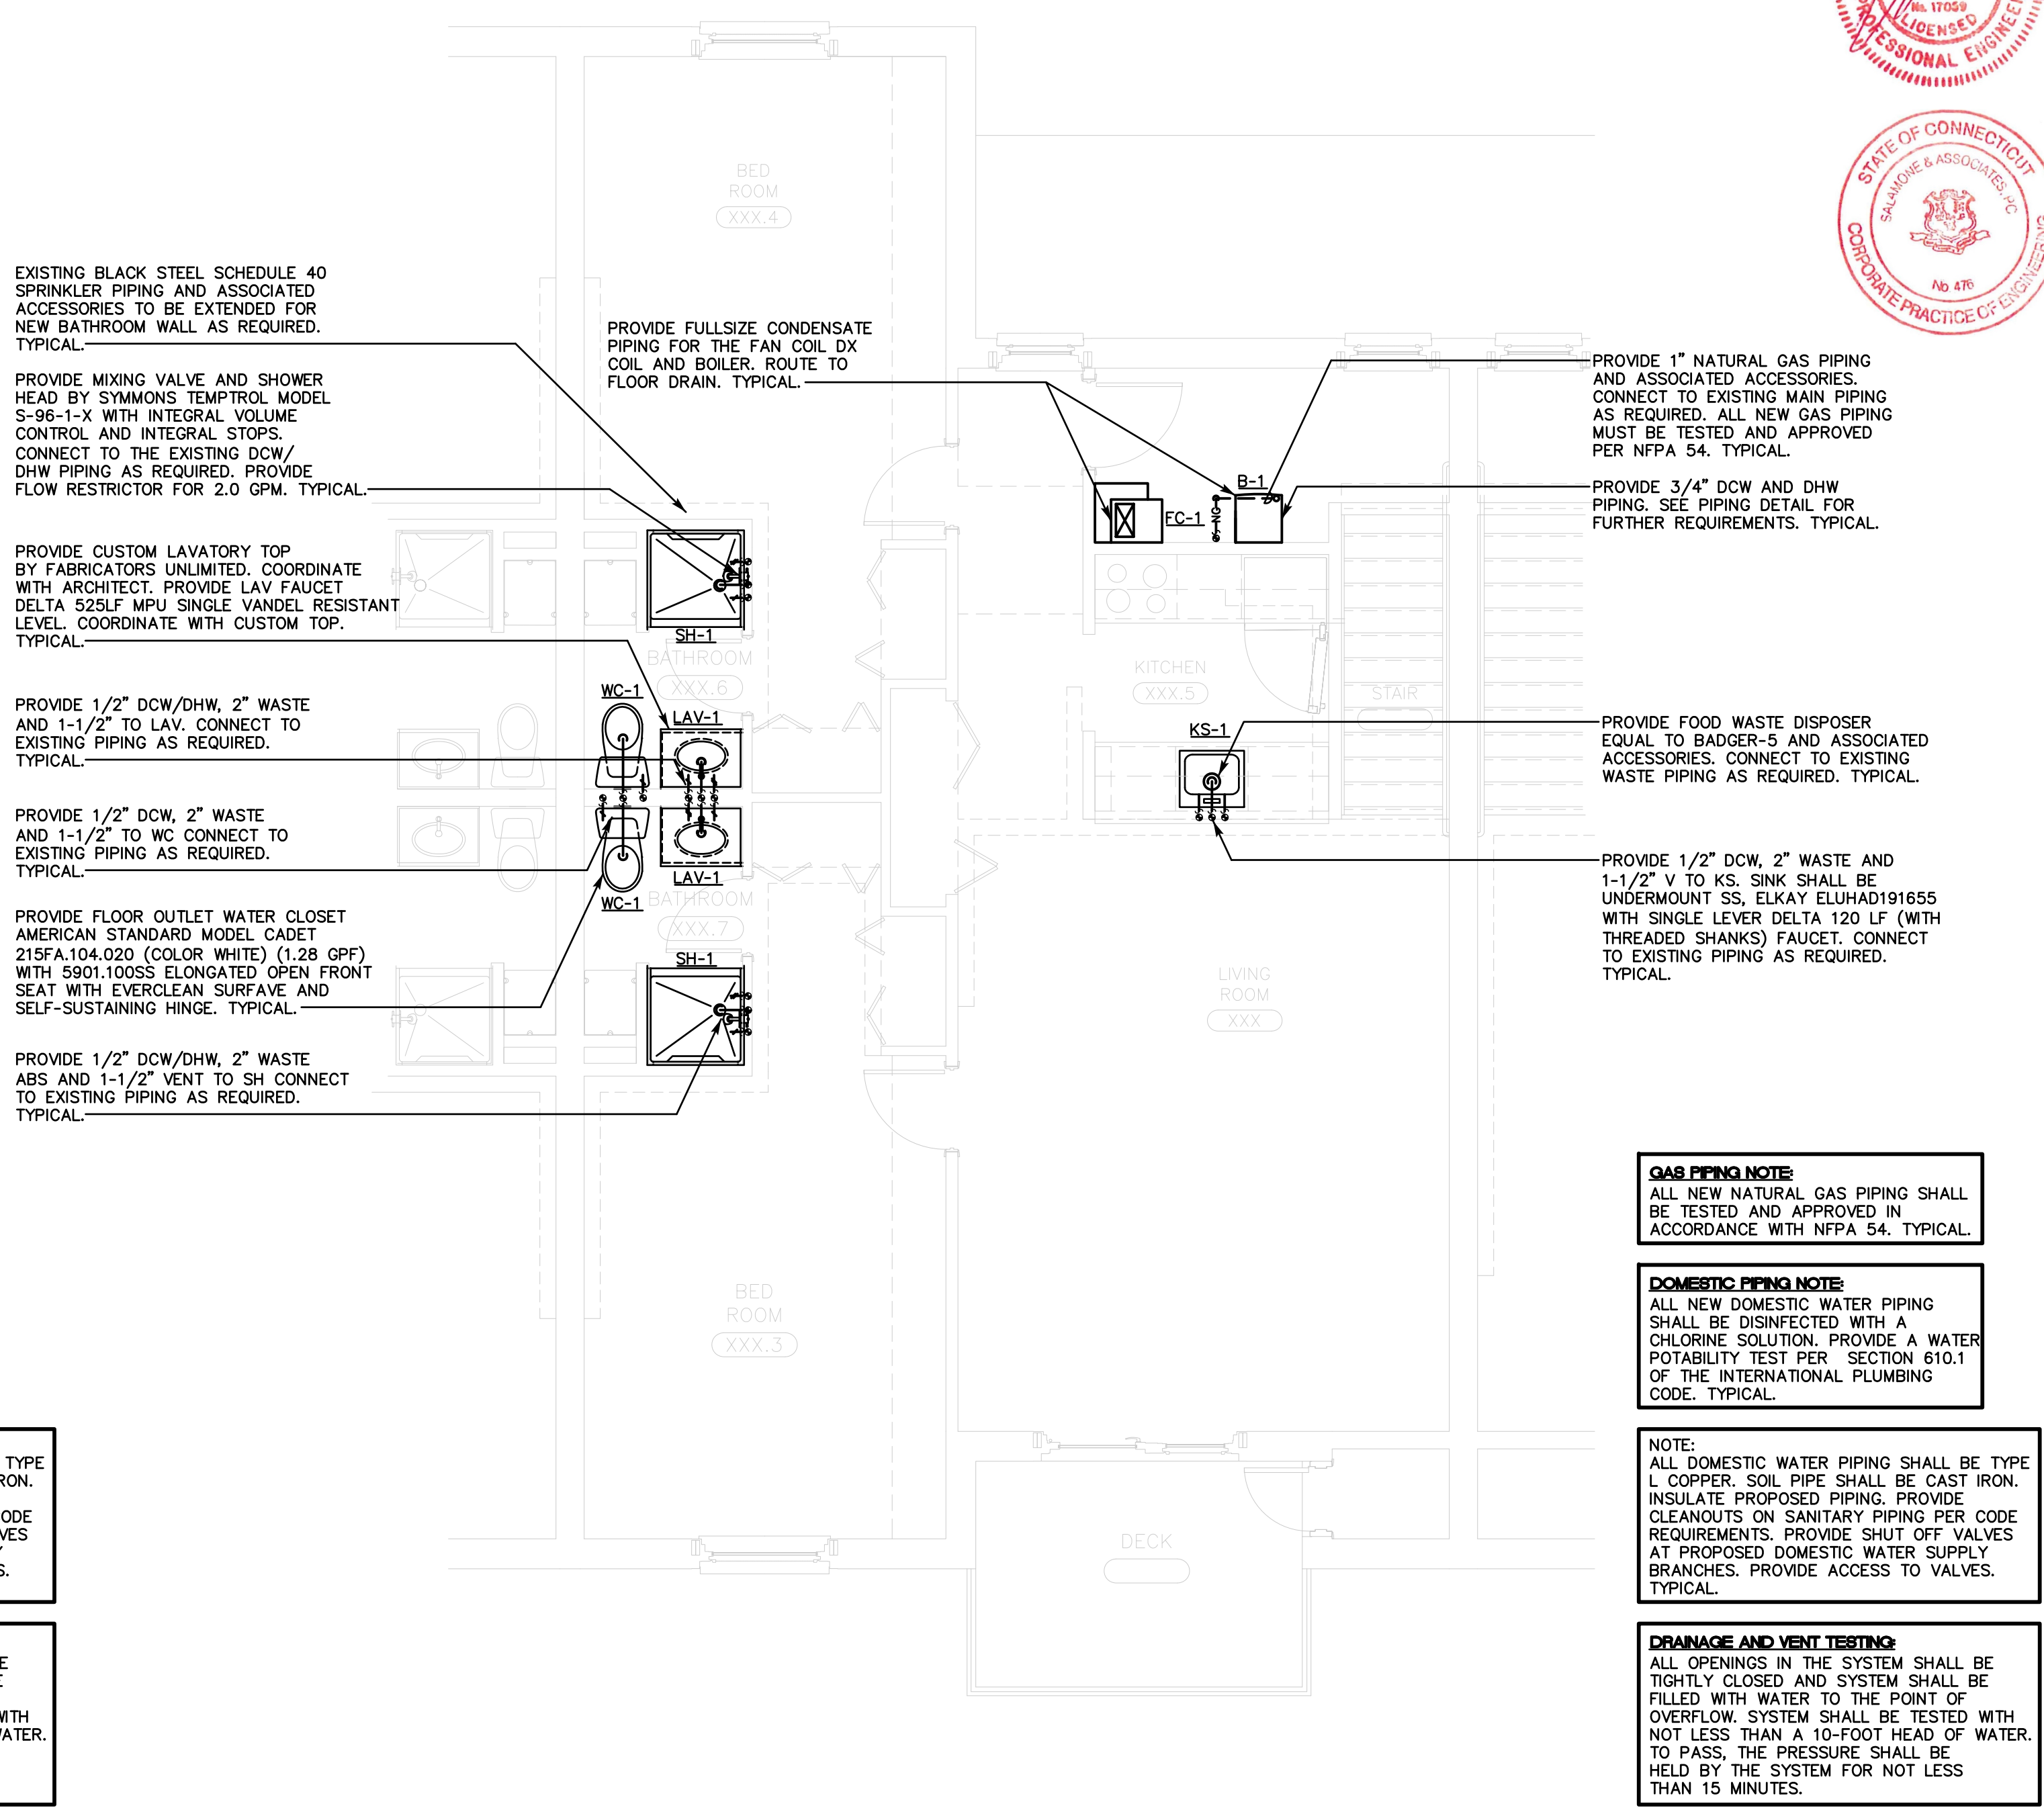 No. 17059
LICENSED
PROFESSIONAL ENGINEER
STATE OF CONNECTICUT
SALAMONE & ASSOCIATES, PC
No 476
CORPORATE PRACTICE OF ENGINEERING
EXISTING BLACK STEEL SCHEDULE 40
SPRINKLER PIPING AND ASSOCIATED
ACCESSORIES TO BE EXTENDED FOR
NEW BATHROOM WALL AS REQUIRED.
TYPICAL.
PROVIDE MIXING VALVE AND SHOWER
HEAD BY SYMMONS TEMPTROL MODEL
S-96-1-X WITH INTEGRAL VOLUME
CONTROL AND INTEGRAL STOPS.
CONNECT TO THE EXISTING DCW/
DHW PIPING AS REQUIRED. PROVIDE
FLOW RESTRICTOR FOR 2.0 GPM. TYPICAL.
PROVIDE CUSTOM LAVATORY TOP
BY FABRICATORS UNLIMITED. COORDINATE
WITH ARCHITECT. PROVIDE LAV FAUCET
DELTA 525LF MPU SINGLE VANDEL RESISTANT
LEVEL. COORDINATE WITH CUSTOM TOP.
TYPICAL.
PROVIDE 1/2" DCW/DHW, 2" WASTE
AND 1-1/2" TO LAV. CONNECT TO
EXISTING PIPING AS REQUIRED.
TYPICAL.
PROVIDE 1/2" DCW, 2" WASTE
AND 1-1/2" TO WC CONNECT TO
EXISTING PIPING AS REQUIRED.
TYPICAL.
PROVIDE FLOOR OUTLET WATER CLOSET
AMERICAN STANDARD MODEL CADET
215FA.104.020 (COLOR WHITE) (1.28 GPF)
WITH 5901.100SS ELONGATED OPEN FRONT
SEAT WITH EVERCLEAN SURFAVE AND
SELF-SUSTAINING HINGE. TYPICAL.
PROVIDE 1/2" DCW/DHW, 2" WASTE
ABS AND 1-1/2" VENT TO SH CONNECT
TO EXISTING PIPING AS REQUIRED.
TYPICAL.
PROVIDE FULLSIZE CONDENSATE
PIPING FOR THE FAN COIL DX
COIL AND BOILER. ROUTE TO
FLOOR DRAIN. TYPICAL.
BED
ROOM
XXX.4
FC-1
NG
B-1
SH-1
BATHROOM
XXX.6
WC-1
LAV-1
LAV-1
WC-1
BATHROOM
XXX.7
SH-1
KITCHEN
XXX.5
STAIR
KS-1
LIVING
ROOM
XXX
BED
ROOM
XXX.3
DECK
PROVIDE 1" NATURAL GAS PIPING
AND ASSOCIATED ACCESSORIES.
CONNECT TO EXISTING MAIN PIPING
AS REQUIRED. ALL NEW GAS PIPING
MUST BE TESTED AND APPROVED
PER NFPA 54. TYPICAL.
PROVIDE 3/4" DCW AND DHW
PIPING. SEE PIPING DETAIL FOR
FURTHER REQUIREMENTS. TYPICAL.
PROVIDE FOOD WASTE DISPOSER
EQUAL TO BADGER-5 AND ASSOCIATED
ACCESSORIES. CONNECT TO EXISTING
WASTE PIPING AS REQUIRED. TYPICAL.
PROVIDE 1/2" DCW, 2" WASTE AND
1-1/2" V TO KS. SINK SHALL BE
UNDERMOUNT SS, ELKAY ELUHAD191655
WITH SINGLE LEVER DELTA 120 LF (WITH
THREADED SHANKS) FAUCET. CONNECT
TO EXISTING PIPING AS REQUIRED.
TYPICAL.
GAS PIPING NOTE:
ALL NEW NATURAL GAS PIPING SHALL
BE TESTED AND APPROVED IN
ACCORDANCE WITH NFPA 54. TYPICAL.
DOMESTIC PIPING NOTE:
ALL NEW DOMESTIC WATER PIPING
SHALL BE DISINFECTED WITH A
CHLORINE SOLUTION. PROVIDE A WATER
POTABILITY TEST PER SECTION 610.1
OF THE INTERNATIONAL PLUMBING
CODE. TYPICAL.
NOTE:
ALL DOMESTIC WATER PIPING SHALL BE TYPE
L COPPER. SOIL PIPE SHALL BE CAST IRON.
INSULATE PROPOSED PIPING. PROVIDE
CLEANOUTS ON SANITARY PIPING PER CODE
REQUIREMENTS. PROVIDE SHUT OFF VALVES
AT PROPOSED DOMESTIC WATER SUPPLY
BRANCHES. PROVIDE ACCESS TO VALVES.
TYPICAL.
DRAINAGE AND VENT TESTING:
ALL OPENINGS IN THE SYSTEM SHALL BE
TIGHTLY CLOSED AND SYSTEM SHALL BE
FILLED WITH WATER TO THE POINT OF
OVERFLOW. SYSTEM SHALL BE TESTED WITH
NOT LESS THAN A 10-FOOT HEAD OF WATER.
TO PASS, THE PRESSURE SHALL BE
HELD BY THE SYSTEM FOR NOT LESS
THAN 15 MINUTES.
TYPE